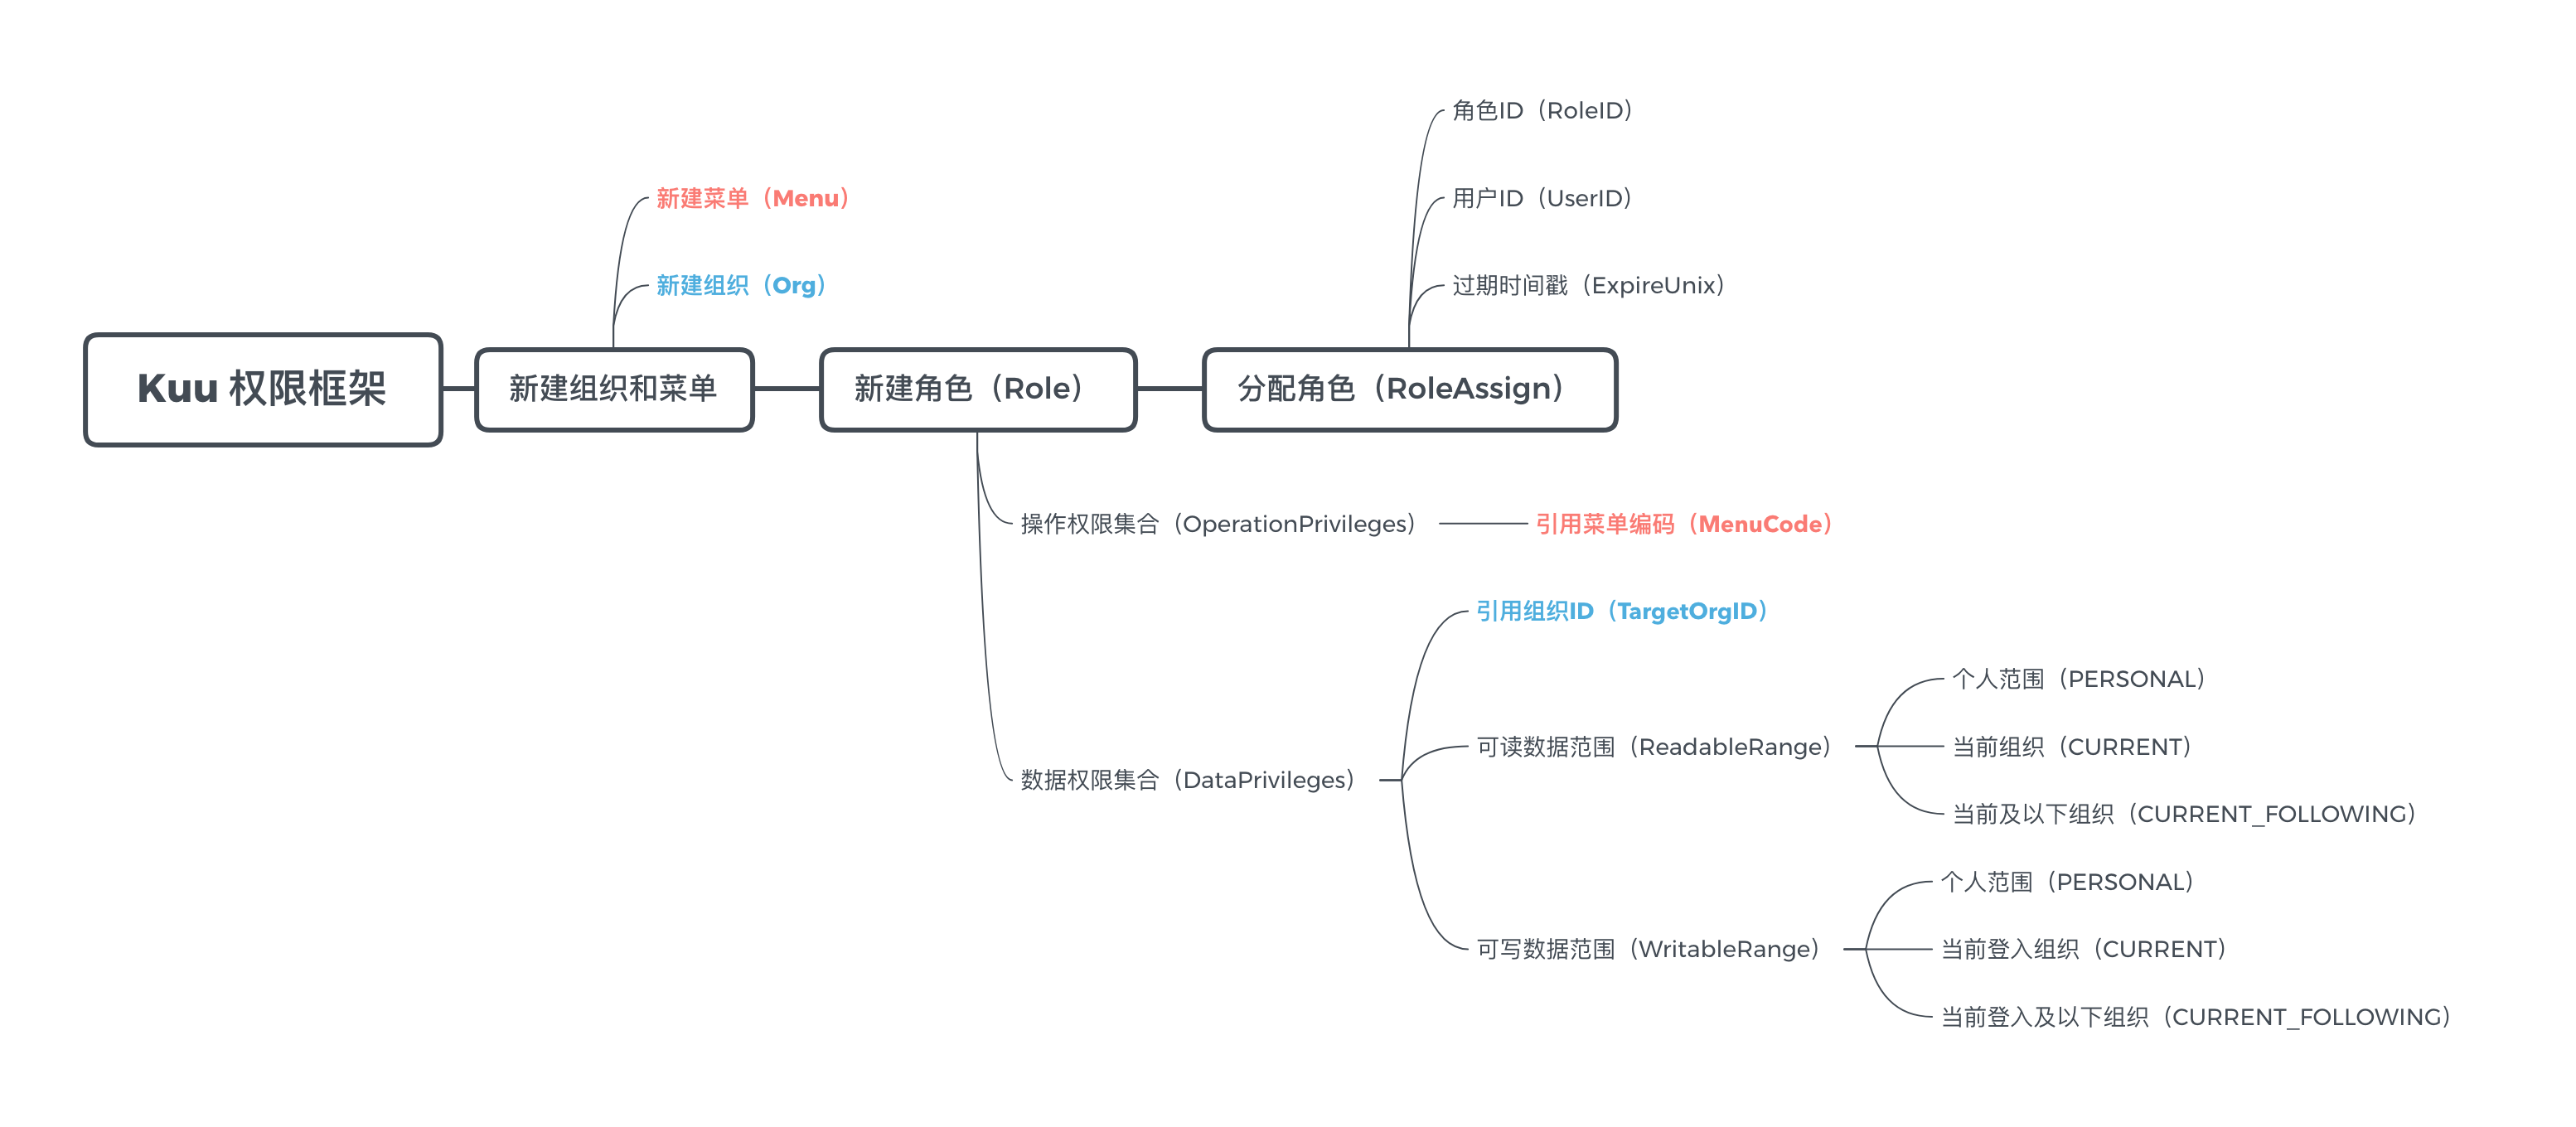 Kuu 权限框架
新建组织和菜单
新建菜单（Menu）
新建组织（Org）
新建角色（Role）
操作权限集合（OperationPrivileges）
引用菜单编码（MenuCode）
数据权限集合（DataPrivileges）
引用组织ID（TargetOrgID）
可读数据范围（ReadableRange）
个人范围（PERSONAL）
当前组织（CURRENT）
当前及以下组织（CURRENT_FOLLOWING）
可写数据范围（WritableRange）
个人范围（PERSONAL）
当前登入组织（CURRENT）
当前登入及以下组织（CURRENT_FOLLOWING）
分配角色（RoleAssign）
角色ID（RoleID）
用户ID（UserID）
过期时间戳（ExpireUnix）